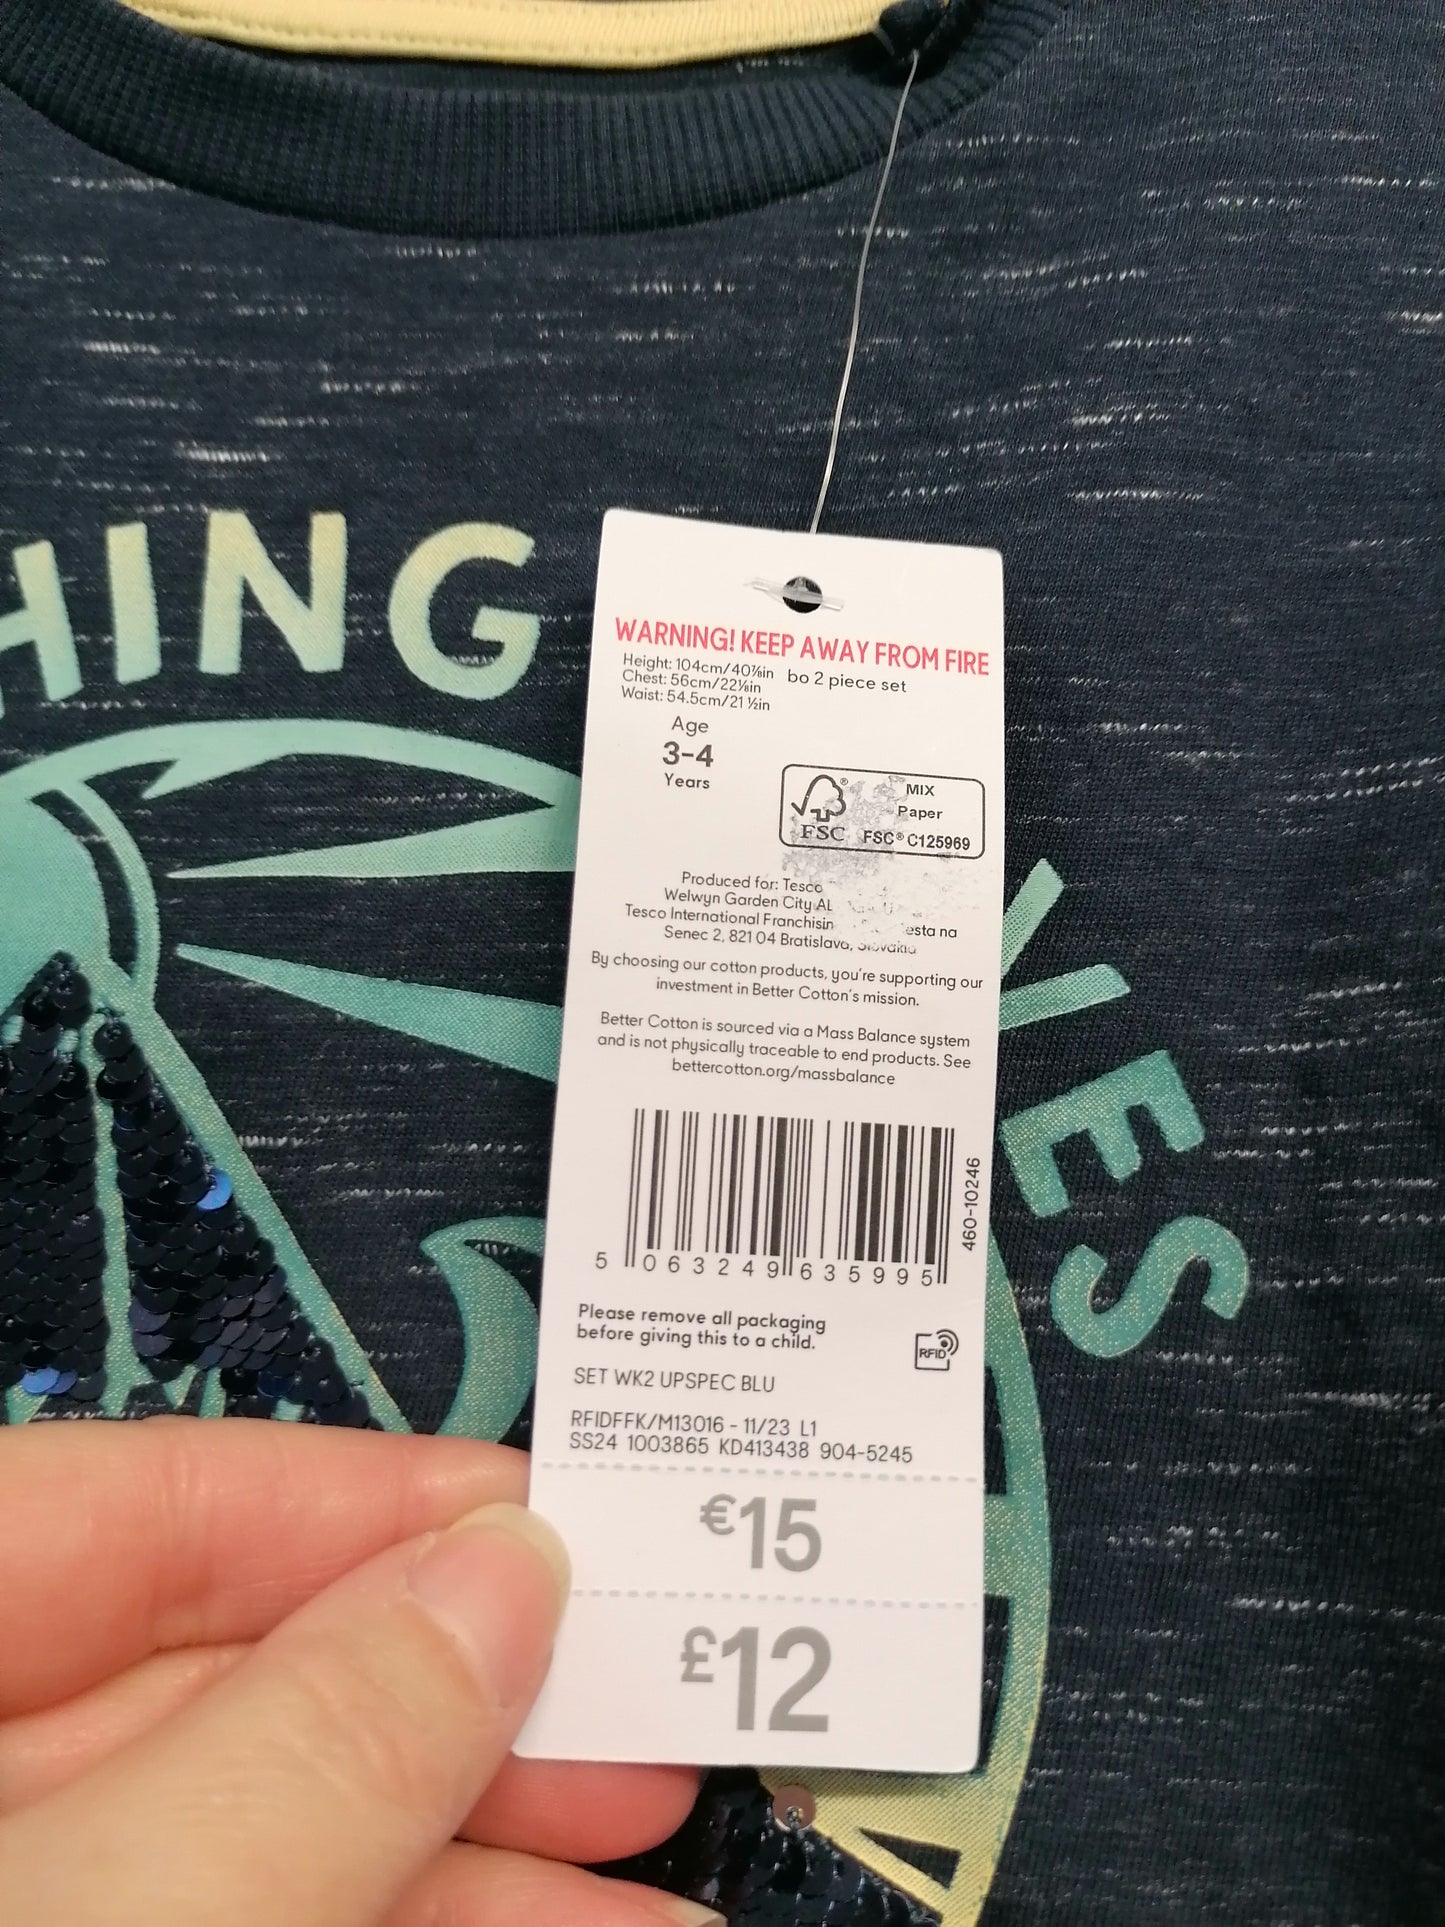 HING
VES
WARNING! KEEP AWAY FROM FIRE
Height: 104cm/40⅞in bo 2 piece set
Chest: 56cm/22⅛in
Waist: 54.5cm/21 ½in
Age
3-4
Years
MIX
Paper
FSC® C125969
FSC
Produced for: Tesco
Welwyn Garden City AL
Tesco International Franchisin esta na
Senec 2, 821 04 Bratislava, Slovakia
By choosing our cotton products, you're supporting our
investment in Better Cotton's mission.
Better Cotton is sourced via a Mass Balance system
and is not physically traceable to end products. See
bettercotton.org/massbalance
460-10246
5 063249 635995
Please remove all packaging
before giving this to a child.
RFID
SET WK2 UPSPEC BLU
RFIDFFK/M13016 - 11/23 L1
SS24 1003865 KD413438 904-5245
€15
£12